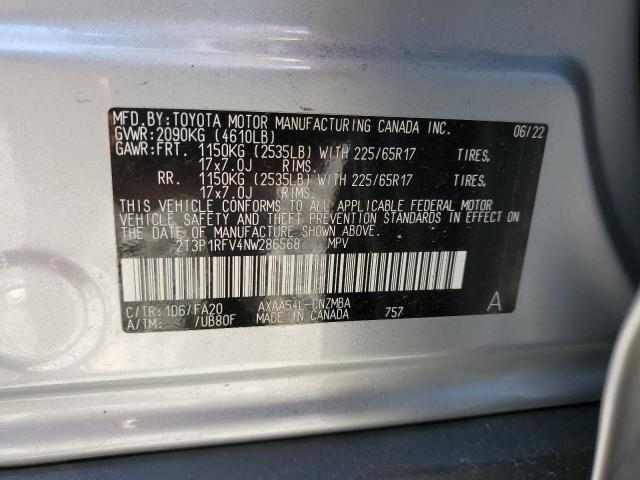 MFD.BY:TOYOTA MOTOR MANUFACTURING CANADA INC. 06/22
GVWR:2090KG (4610LB)
GAWR:FRT. 1150KG (2535LB) WITH 225/65R17 TIRES,
17x7.0J RIMS.
RR. 1150KG (2535LB) WITH 225/65R17 TIRES,
17x7.0J RIMS.
THIS VEHICLE CONFORMS TO ALL APPLICABLE FEDERAL MOTOR
VEHICLE SAFETY AND THEFT PREVENTION STANDARDS IN EFFECT ON
THE DATE OF MANUFACTURE SHOWN ABOVE.
2T3P1RFV4NW286568 MPV
C/TR:1D6/FA20 AXAA54L-CNZMBA
A/TM: /UB80F MADE IN CANADA 757 A